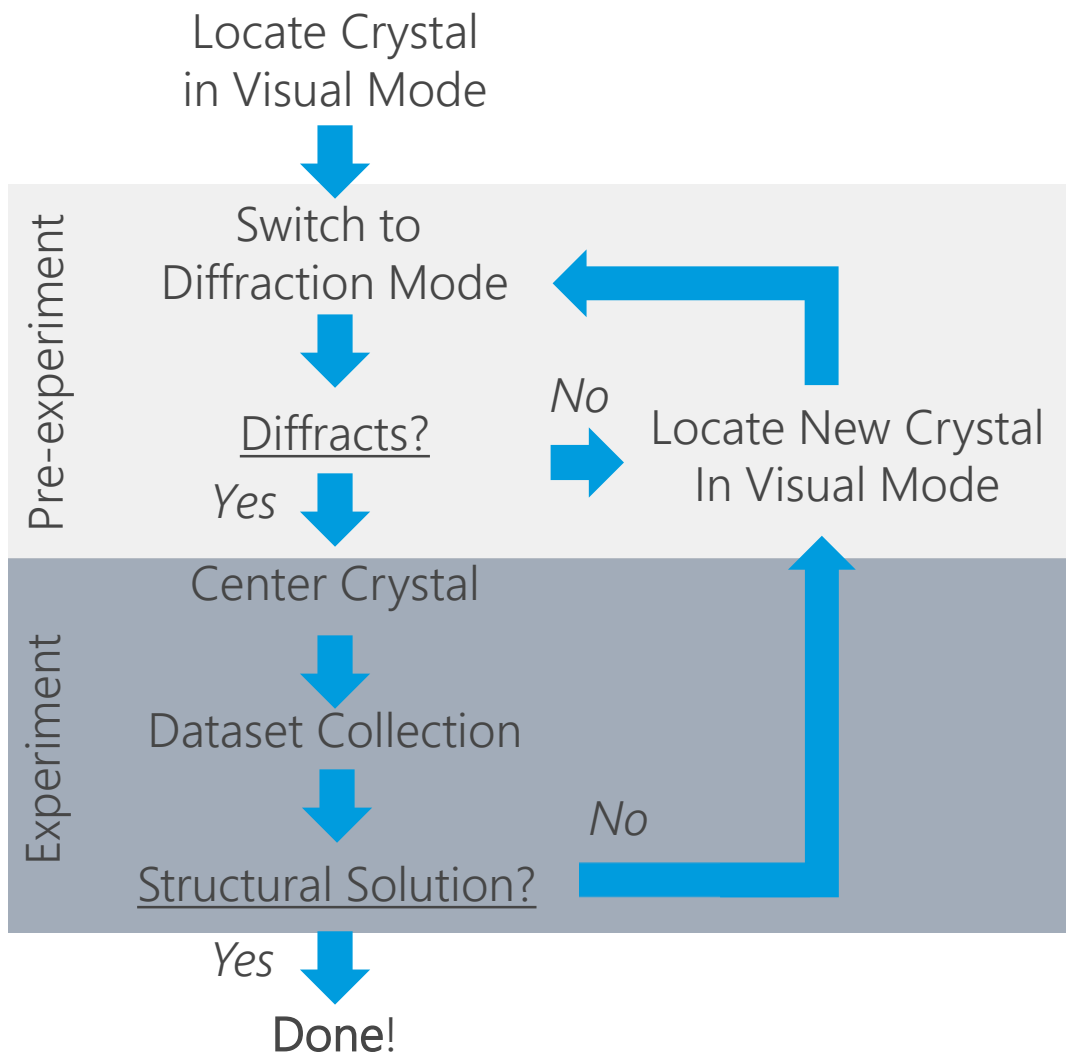 Locate Crystal
in Visual Mode
Pre-experiment
Switch to
Diffraction Mode
Diffracts?
No
Locate New Crystal
In Visual Mode
Yes
Experiment
Center Crystal
Dataset Collection
Structural Solution?
No
Yes
Done!